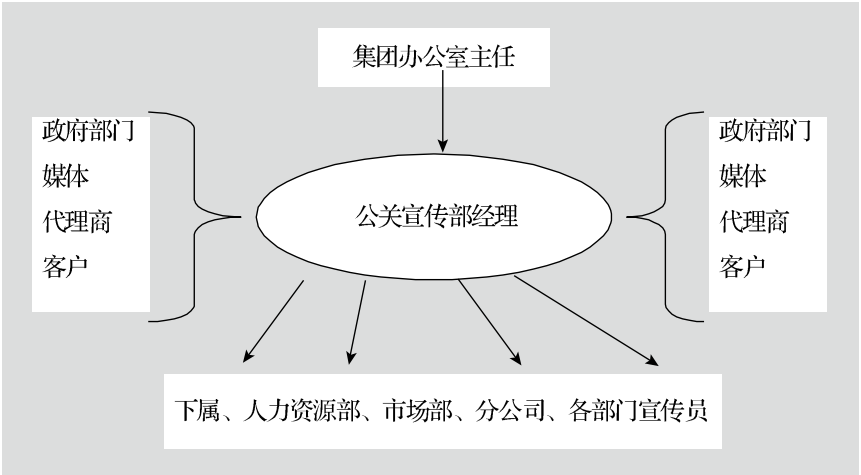 集团办公室主任
政府部门
媒体
代理商
客户
公关宣传部经理
政府部门
媒体
代理商
客户
下属、人力资源部、市场部、分公司、各部门宣传员